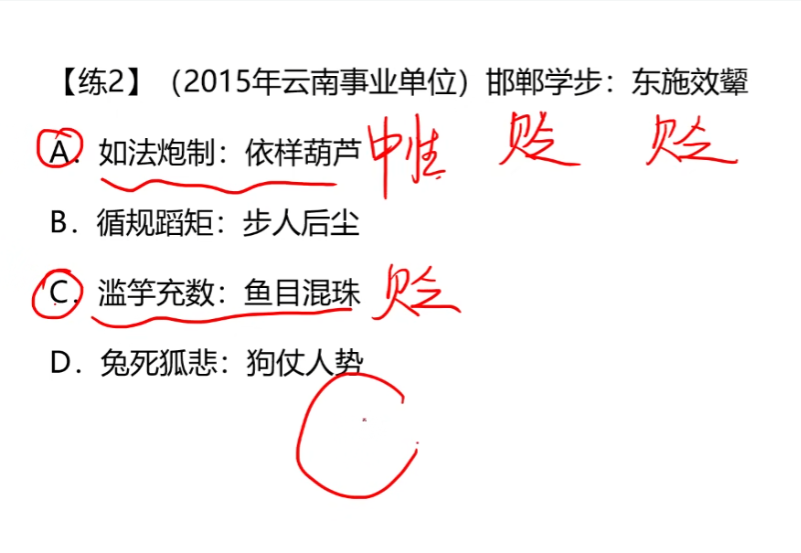 【练2】（2015年云南事业单位）邯郸学步：东施效颦
A．如法炮制：依样葫芦 中性 贬 贬
B．循规蹈矩：步人后尘
C．滥竽充数：鱼目混珠 贬
D．兔死狐悲：狗仗人势